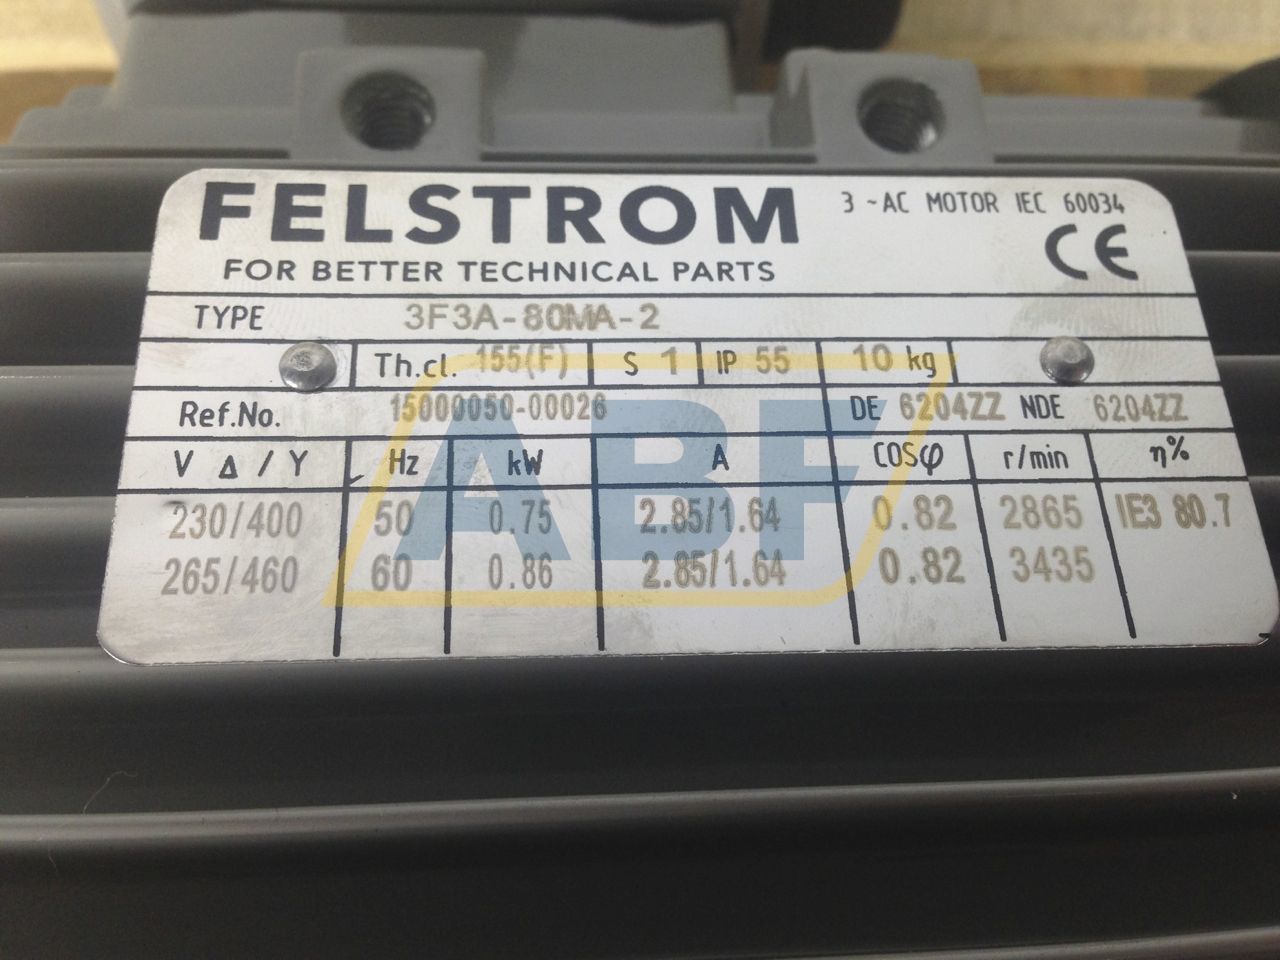 FELSTROM
3 ~AC MOTOR IEC 60034
CE
FOR BETTER TECHNICAL PARTS
TYPE 3F3A-80MA-2
Th.cl. 155(F) S 1 IP 55 10 kg
Ref.No. 15000050-00026 DE 6204ZZ NDE 6204ZZ
V Δ / Y Hz kW A COSφ r/min η%
230/400 50 0.75 2.85/1.64 0.82 2865 IE3 80.7
265/460 60 0.86 2.85/1.64 0.82 3435
ABF